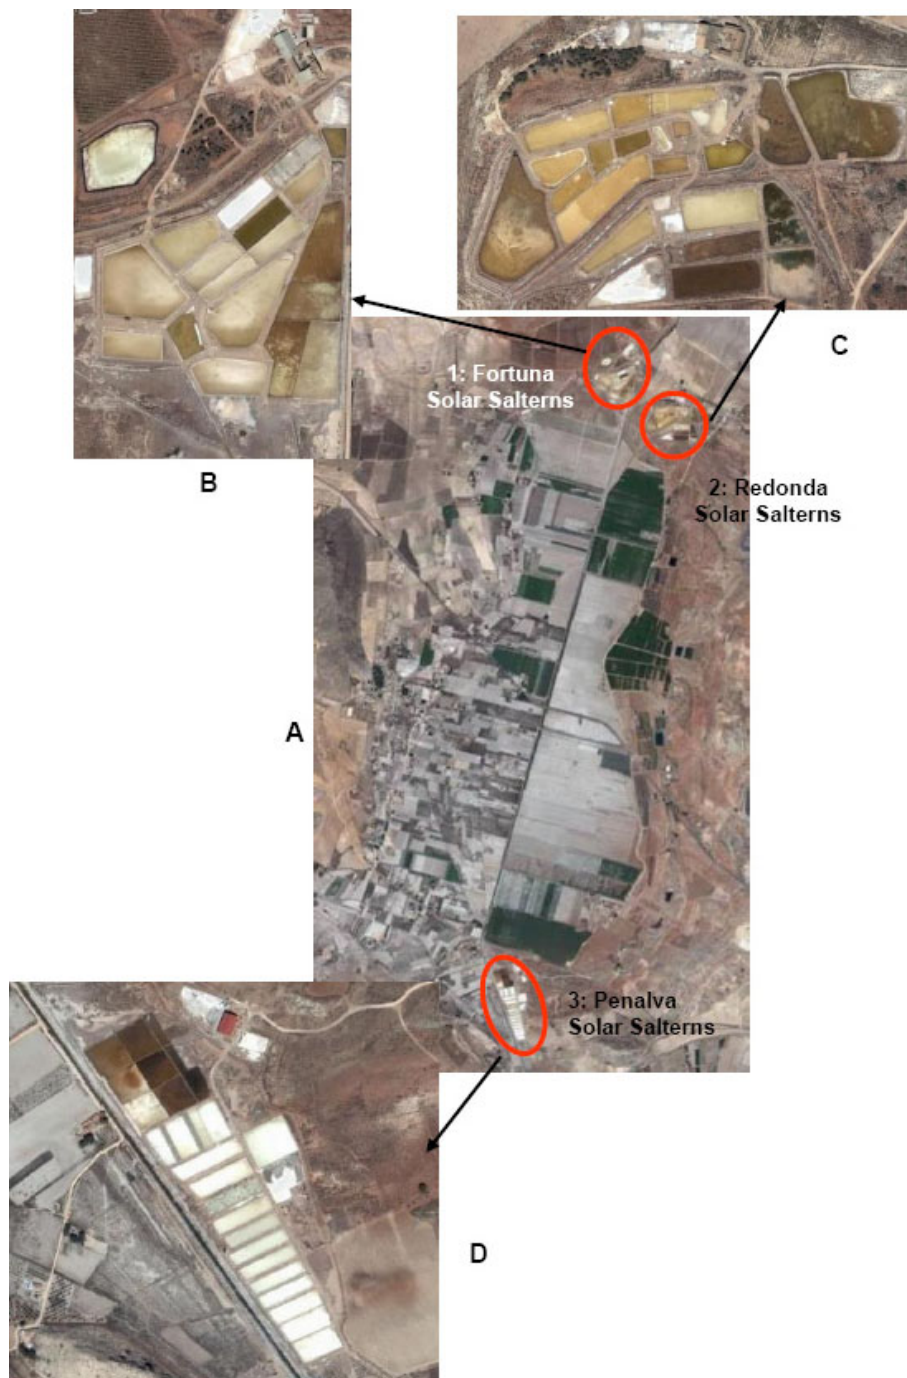 1: Fortuna
Solar Salterns
C
B
2: Redonda
Solar Salterns
A
3: Penalva
Solar Salterns
D